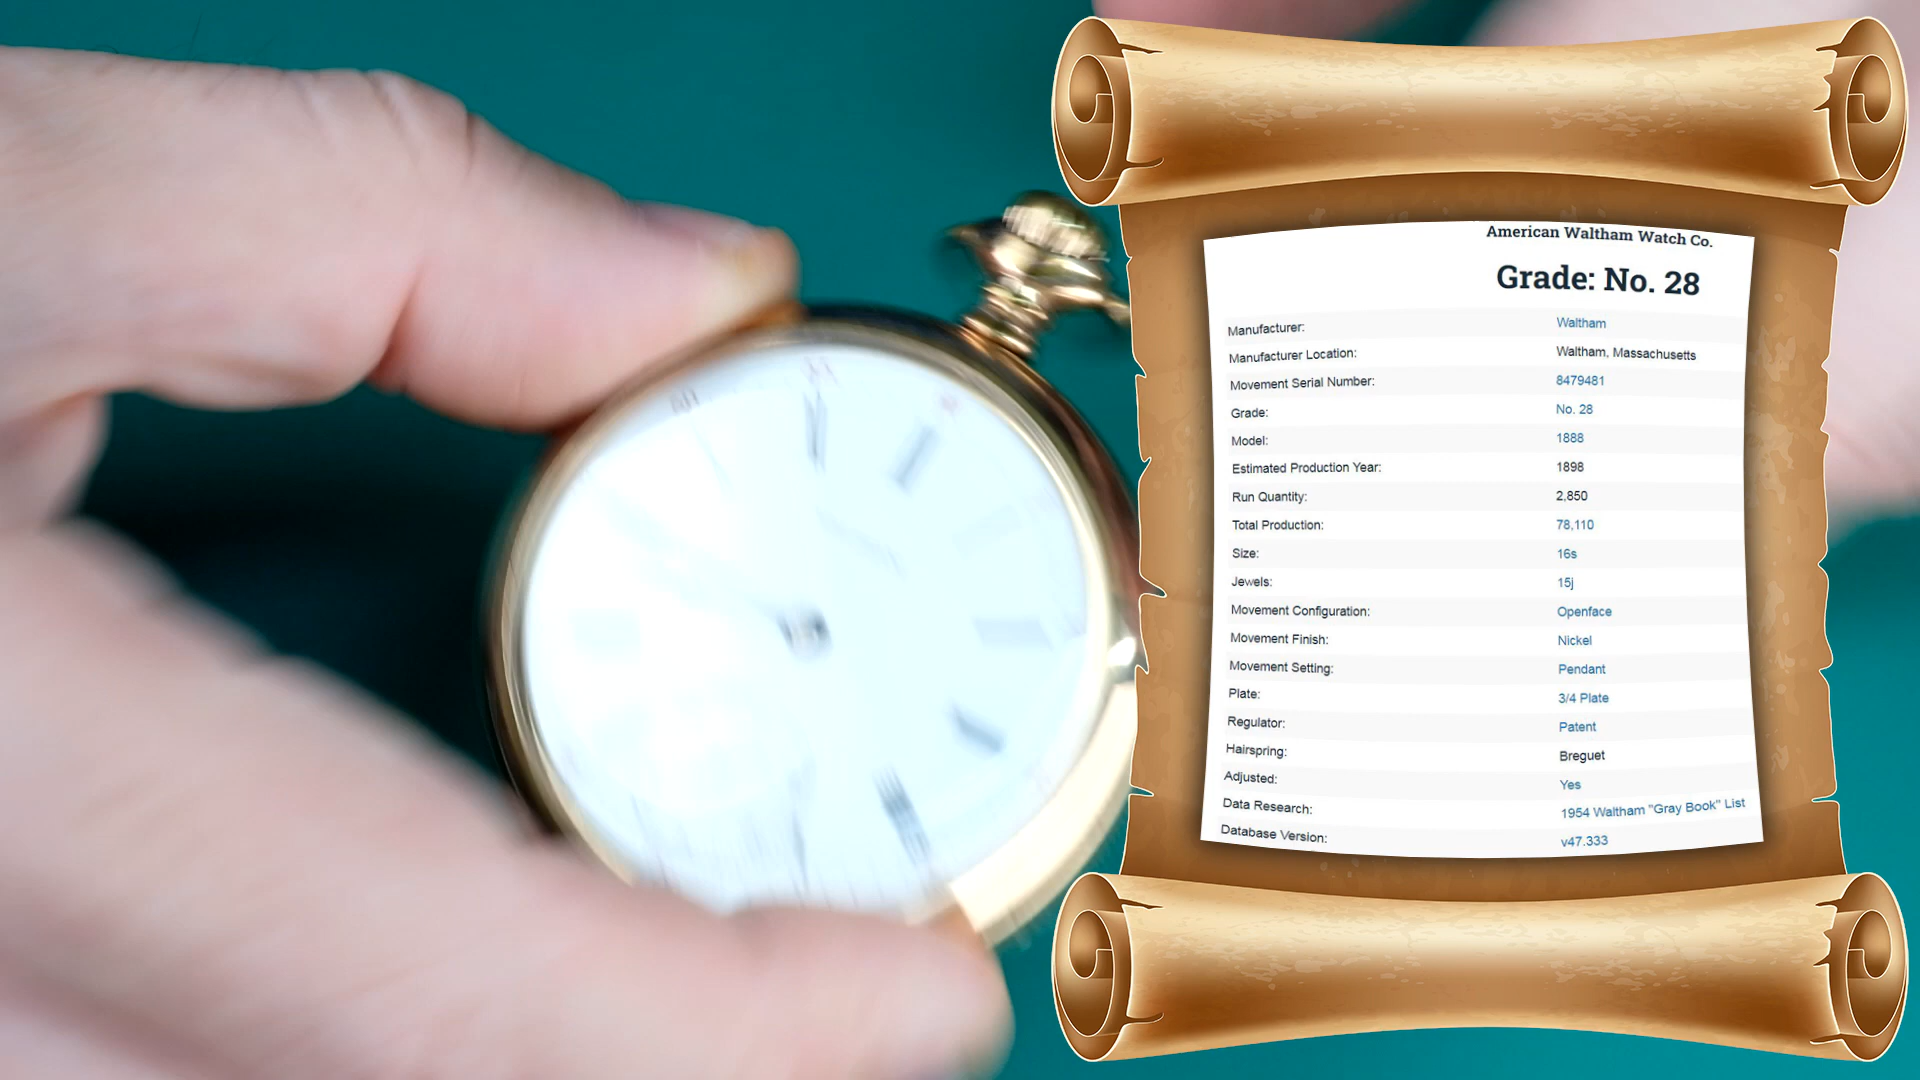 American Waltham Watch Co.
Grade: No. 28
Manufacturer: Waltham
Manufacturer Location: Waltham, Massachusetts
Movement Serial Number: 8479481
Grade: No. 28
Model: 1888
Estimated Production Year: 1898
Run Quantity: 2,850
Total Production: 78,110
Size: 16s
Jewels: 15j
Movement Configuration: Openface
Movement Finish: Nickel
Movement Setting: Pendant
Plate: 3/4 Plate
Regulator: Patent
Hairspring: Breguet
Adjusted: Yes
Data Research: 1954 Waltham "Gray Book" List
Database Version: v47.333